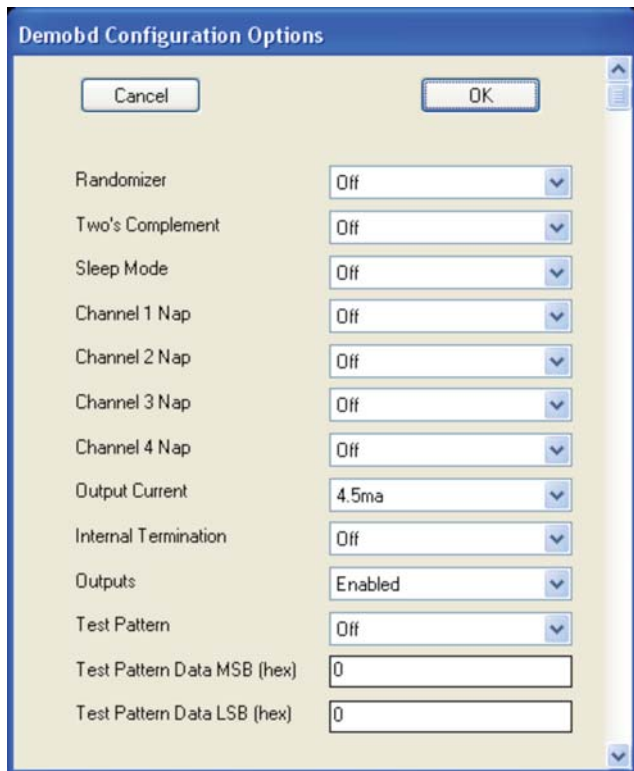 Demobd Configuration Options
Cancel OK
Randomizer Off
Two's Complement Off
Sleep Mode Off
Channel 1 Nap Off
Channel 2 Nap Off
Channel 3 Nap Off
Channel 4 Nap Off
Output Current 4.5ma
Internal Termination Off
Outputs Enabled
Test Pattern Off
Test Pattern Data MSB (hex) 0
Test Pattern Data LSB (hex) 0